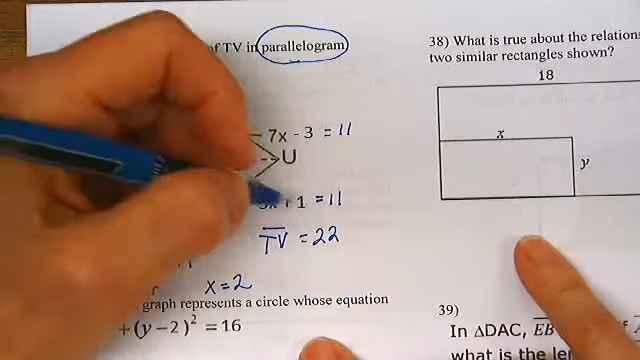 of TV in parallelogram
7x - 3 = 11
U
+ 1 = 11
TV = 22
x = 2
graph represents a circle whose equation
+(y-2)² = 16
38) What is true about the relations
two similar rectangles shown?
18
x
y
39)
In ΔDAC, EB
what is the le